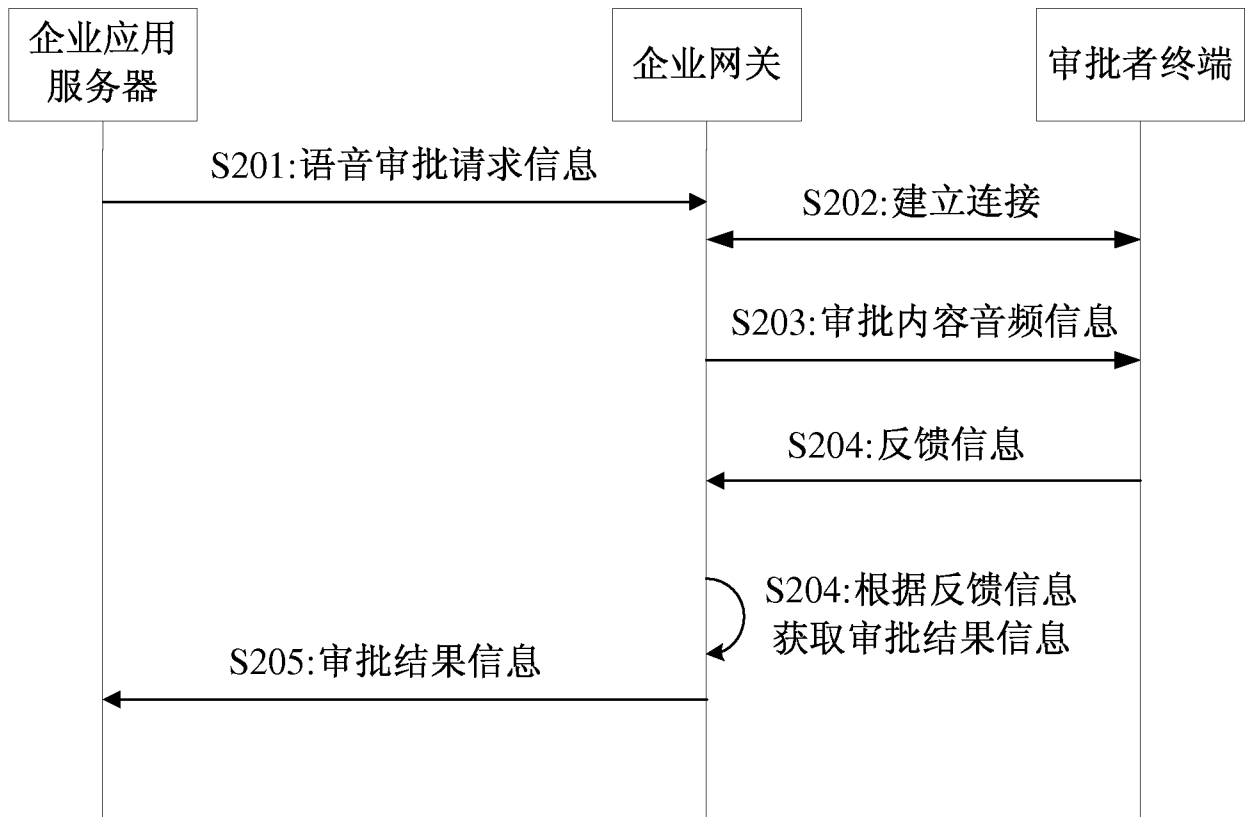 企业应用
服务器
企业网关
审批者终端
S201:语音审批请求信息
S202:建立连接
S203:审批内容音频信息
S204:反馈信息
S204:根据反馈信息
获取审批结果信息
S205:审批结果信息